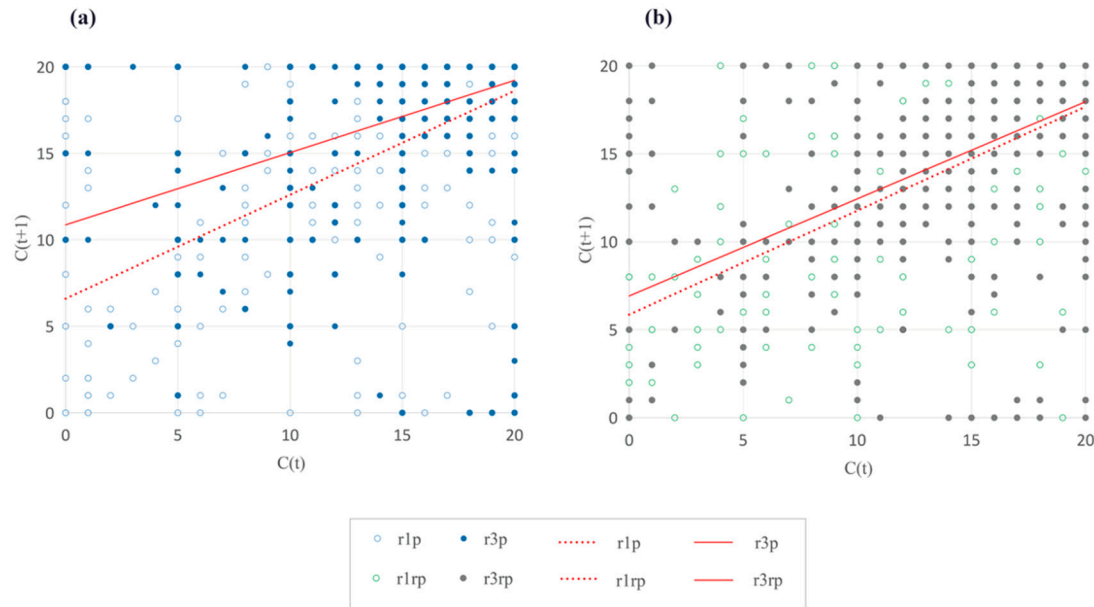 (a) (b)
20 20
15 15
10 10
5 5
0 0
C(t+1) C(t+1)
0 5 10 15 20 0 5 10 15 20
C(t) C(t)
r1p r3p r1p r3p
r1rp r3rp r1rp r3rp